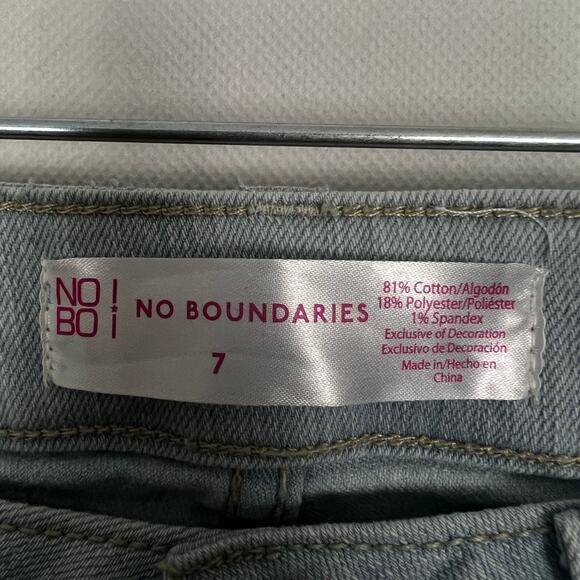 NO
BO
NO BOUNDARIES
7
81% Cotton/Algodón
18% Polyester/Poliéster
1% Spandex
Exclusive of Decoration
Exclusivo de Decoración
Made in/Hecho en
China